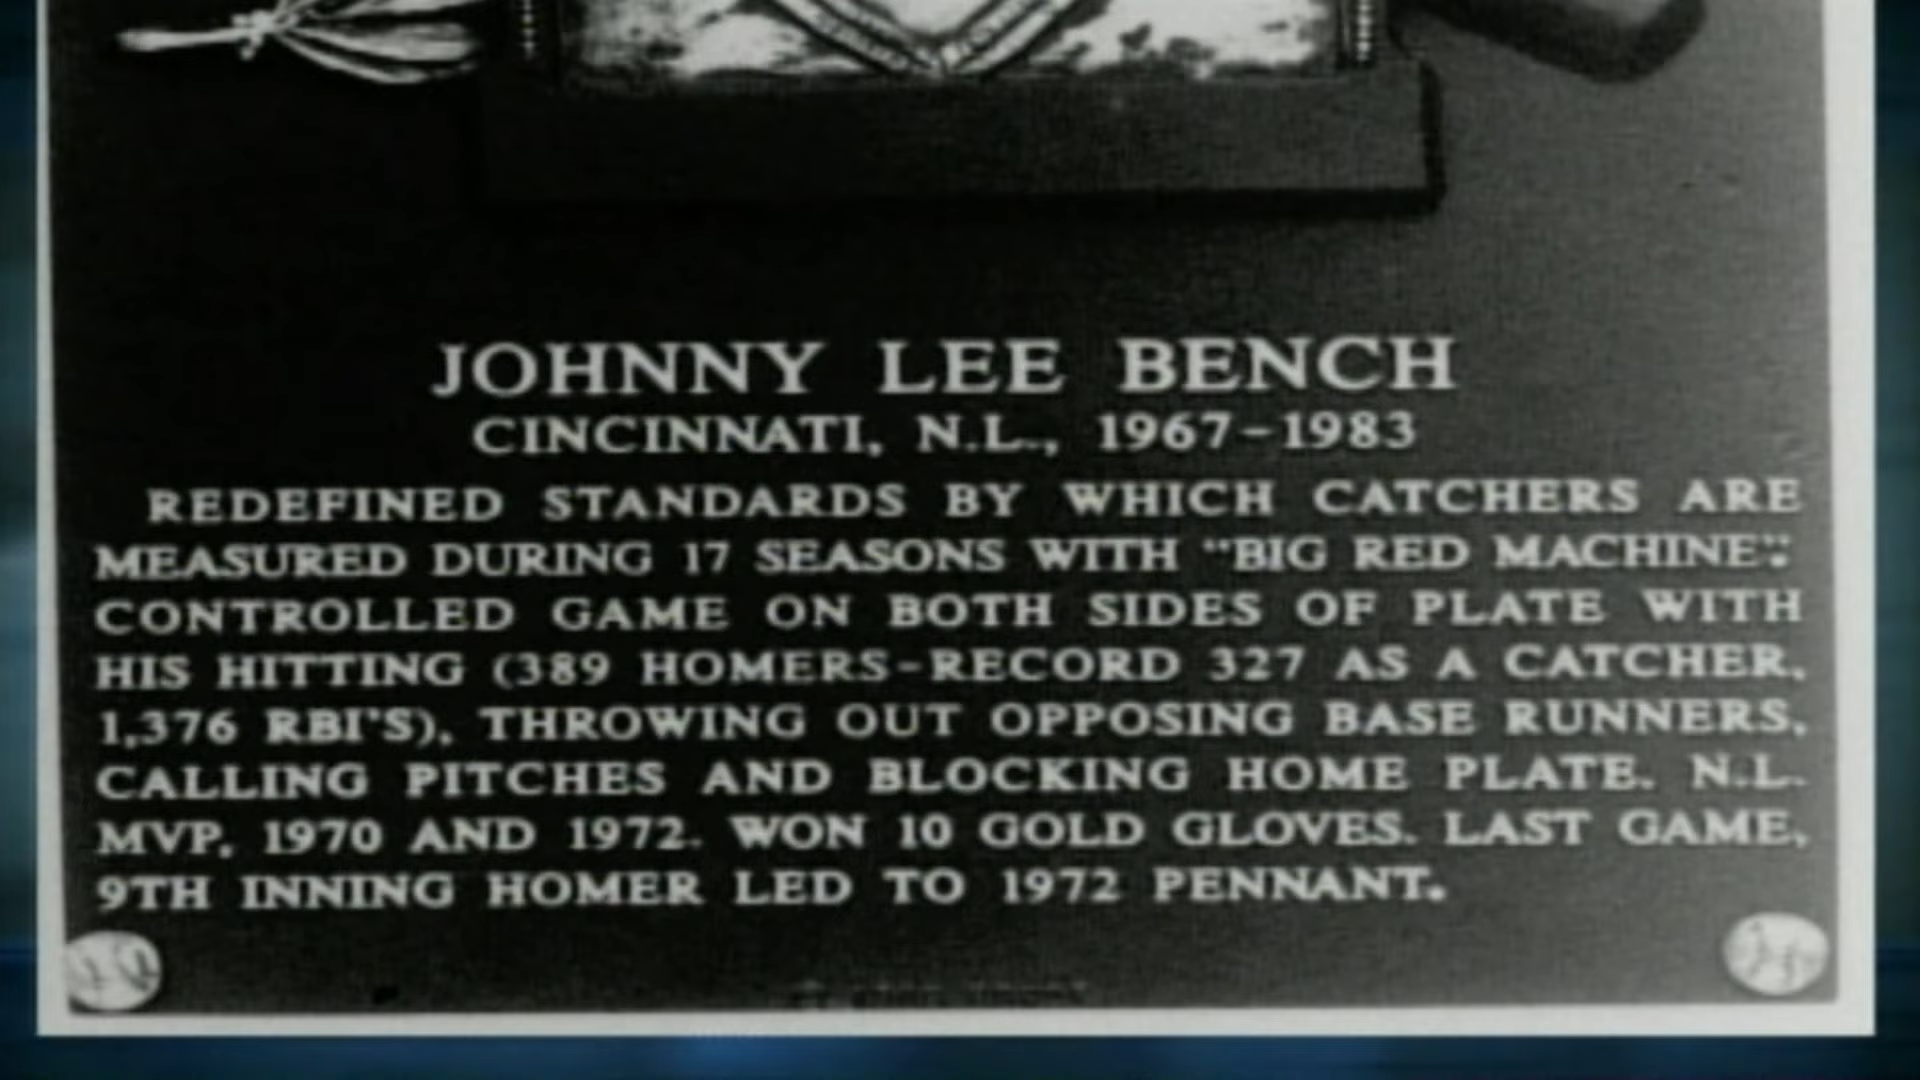 JOHNNY LEE BENCH
CINCINNATI, N.L., 1967-1983
REDEFINED STANDARDS BY WHICH CATCHERS ARE
MEASURED DURING 17 SEASONS WITH "BIG RED MACHINE".
CONTROLLED GAME ON BOTH SIDES OF PLATE WITH
HIS HITTING (389 HOMERS-RECORD 327 AS A CATCHER,
1,376 RBI'S), THROWING OUT OPPOSING BASE RUNNERS,
CALLING PITCHES AND BLOCKING HOME PLATE. N.L.
MVP, 1970 AND 1972. WON 10 GOLD GLOVES. LAST GAME,
9TH INNING HOMER LED TO 1972 PENNANT.